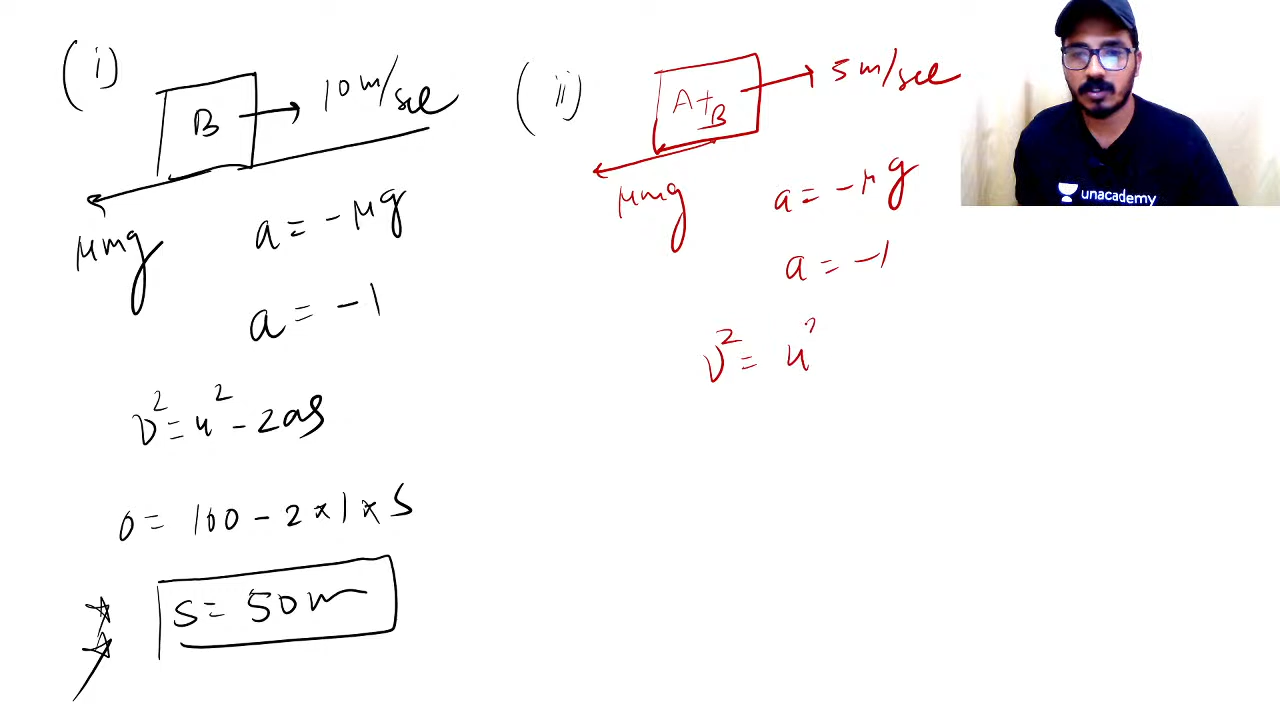 (i)
B
10 m/sec
μmg
a = -μg
a = -1
v² = u² - 2as
0 = 100 - 2 × 1 × S
S = 50 m
(ii)
A+B
5 m/sec
μmg
a = -μg
a = -1
v² = u²
unacademy